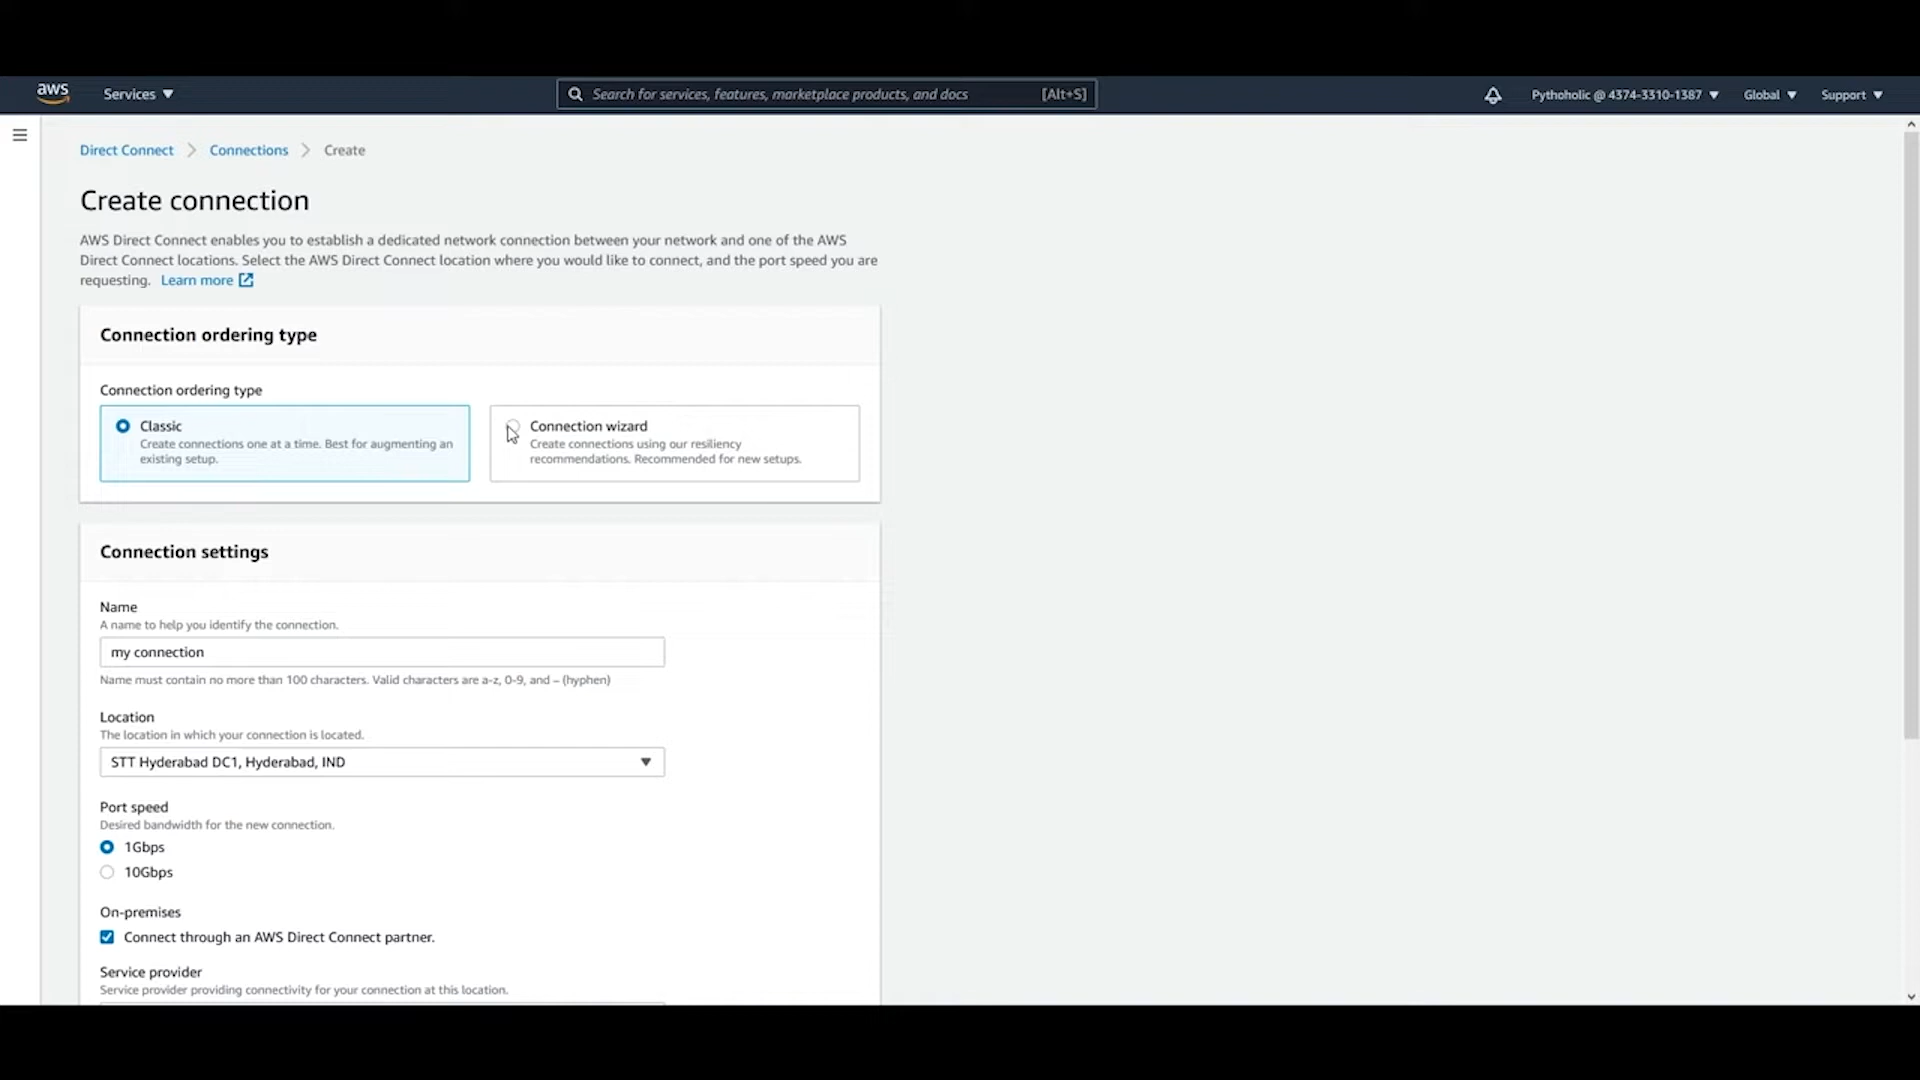 aws
Services ▼
Search for services, features, marketplace products, and docs
[Alt+S]
Pythoholic @ 4374-3310-1387 ▼
Global ▼
Support ▼
Direct Connect > Connections > Create
Create connection
AWS Direct Connect enables you to establish a dedicated network connection between your network and one of the AWS
Direct Connect locations. Select the AWS Direct Connect location where you would like to connect, and the port speed you are
requesting. Learn more
Connection ordering type
Connection ordering type
Classic
Create connections one at a time. Best for augmenting an
existing setup.
Connection wizard
Create connections using our resiliency
recommendations. Recommended for new setups.
Connection settings
Name
A name to help you identify the connection.
my connection
Name must contain no more than 100 characters. Valid characters are a-z, 0-9, and – (hyphen)
Location
The location in which your connection is located.
STT Hyderabad DC1, Hyderabad, IND
Port speed
Desired bandwidth for the new connection.
1Gbps
10Gbps
On-premises
Connect through an AWS Direct Connect partner.
Service provider
Service provider providing connectivity for your connection at this location.